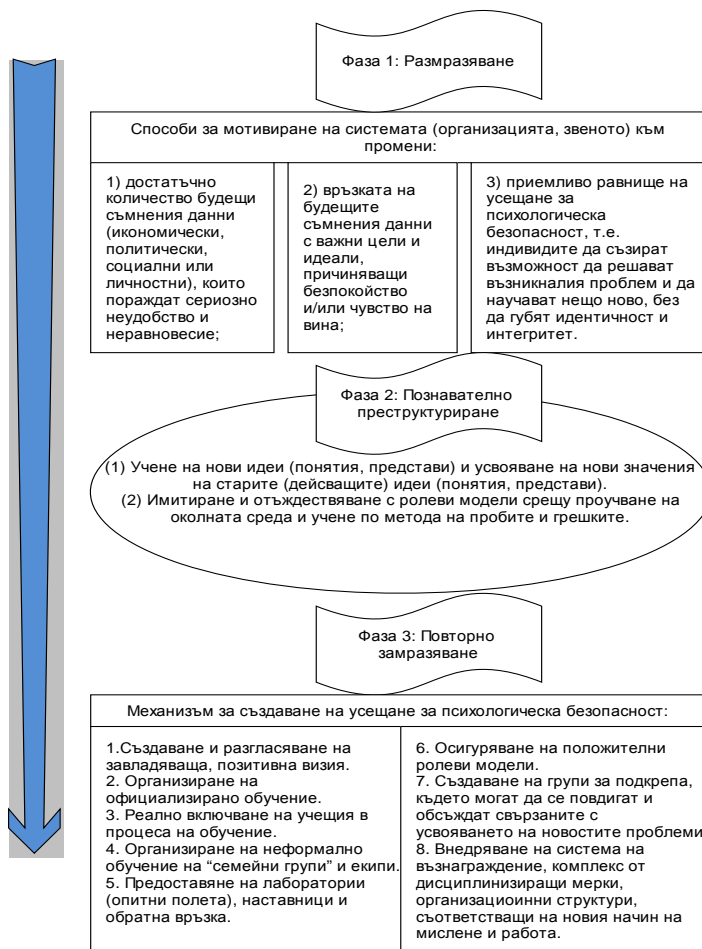 Фаза 1: Размразяване
Способи за мотивиране на системата (организацията, звеното) към
промени:
1) достатъчно
количество будещи
съмнения данни
(икономически,
политически,
социални или
личностни), които
пораждат сериозно
неудобство и
неравновесие;
2) връзката на
будещите
съмнения данни
с важни цели и
идеали,
причиняващи
безпокойство
и/или чувство на
вина;
3) приемливо равнище на
усещане за
психологическа
безопасност, т.е.
индивидите да съзират
възможност да решават
възникналия проблем и да
научават нещо ново, без
да губят идентичност и
интегритет.
Фаза 2: Познавателно
преструктуриране
(1) Учене на нови идеи (понятия, представи) и усвояване на нови значения
на старите (дейсващите) идеи (понятия, представи).
(2) Имитиране и отъждествяване с ролеви модели срещу проучване на
околната среда и учене по метода на пробите и грешките.
Фаза 3: Повторно
замразяване
Механизъм за създаване на усещане за психологическа безопасност:
1.Създаване и разгласяване на
завладяваща, позитивна визия.
2. Организиране на
официализирано обучение.
3. Реално включване на учещия в
процеса на обучение.
4. Организиране на неформално
обучение на “семейни групи” и екипи.
5. Предоставяне на лаборатории
(опитни полета), наставници и
обратна връзка.
6. Осигуряване на положителни
ролеви модели.
7. Създаване на групи за подкрепа,
където могат да се повдигат и
обсъждат свързаните с
усвояването на новостите проблеми
8. Внедряване на система на
възнаграждение, комплекс от
дисциплинизиращи мерки,
организациоинни структури,
съответстващи на новия начин на
мислене и работа.